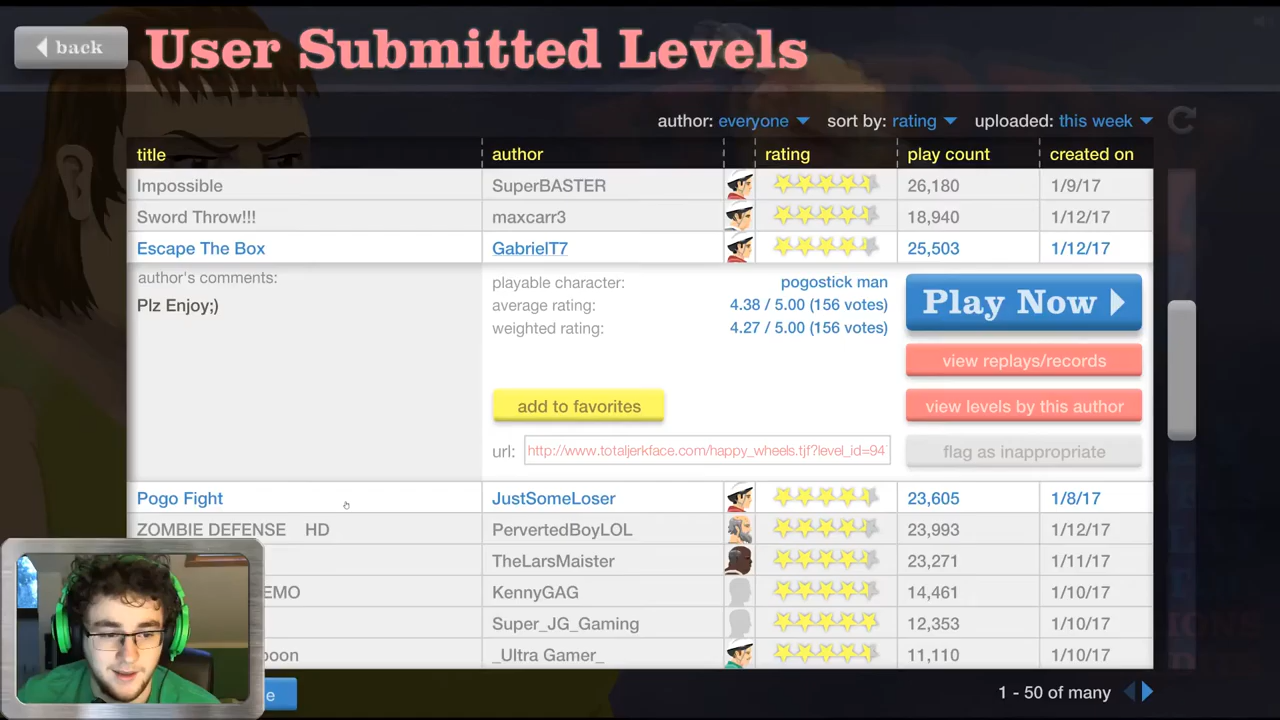 back
User Submitted Levels
author: everyone sort by: rating uploaded: this week
title author rating play count created on
Impossible SuperBASTER 26,180 1/9/17
Sword Throw!!! maxcarr3 18,940 1/12/17
Escape The Box GabrielT7 25,503 1/12/17
author's comments:
Plz Enjoy;)
playable character: pogostick man
average rating: 4.38 / 5.00 (156 votes)
weighted rating: 4.27 / 5.00 (156 votes)
Play Now
view replays/records
add to favorites
view levels by this author
url: http://www.totaljerkface.com/happy_wheels.tjf?level_id=94
flag as inappropriate
Pogo Fight JustSomeLoser 23,605 1/8/17
ZOMBIE DEFENSE HD PervertedBoyLOL 23,993 1/12/17
TheLarsMaister 23,271 1/11/17
EMO KennyGAG 14,461 1/10/17
Super_JG_Gaming 12,353 1/10/17
oon _Ultra Gamer_ 11,110 1/10/17
e
1 - 50 of many